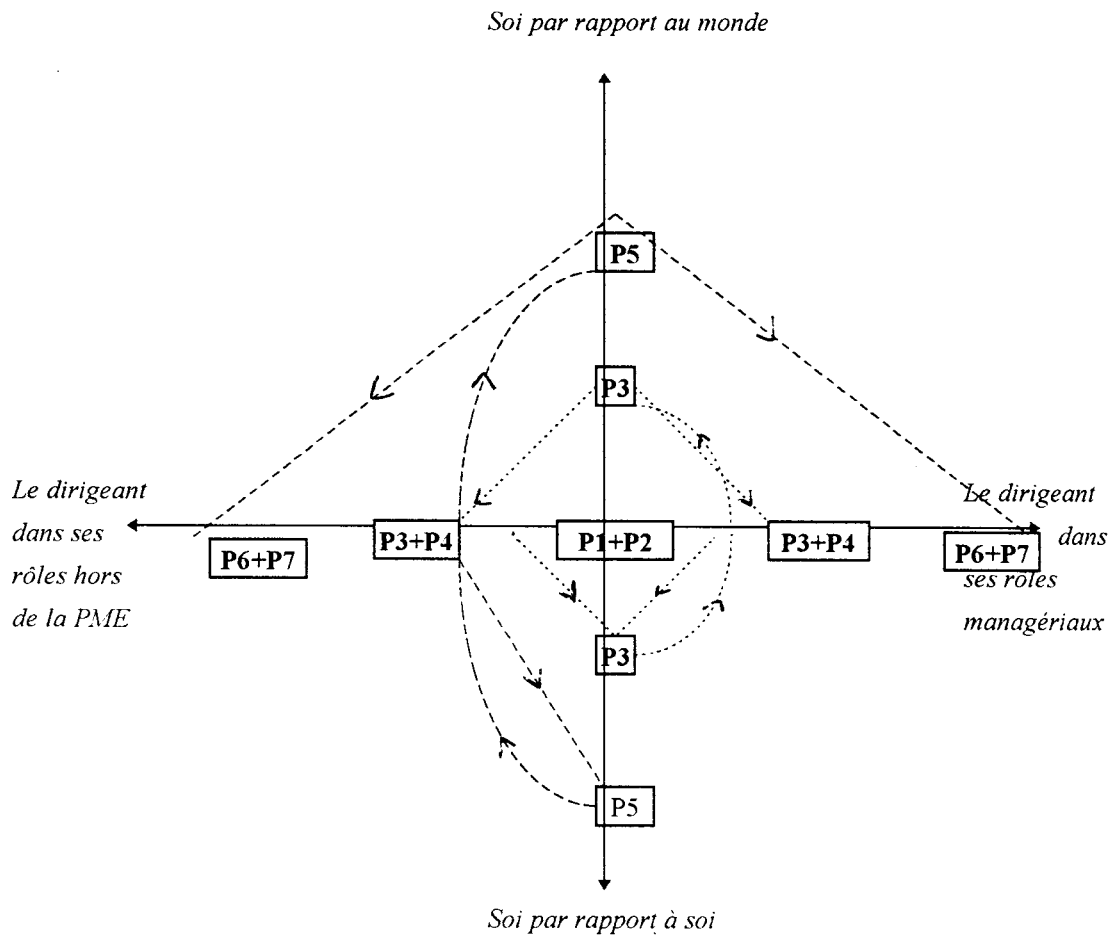 Soi par rapport au monde
P5
P3
Le dirigeant
dans ses
rôles hors
de la PME
P6+P7
P3+P4
P1+P2
P3+P4
P6+P7
Le dirigeant
dans
ses rôles
managériaux
P3
P5
Soi par rapport à soi